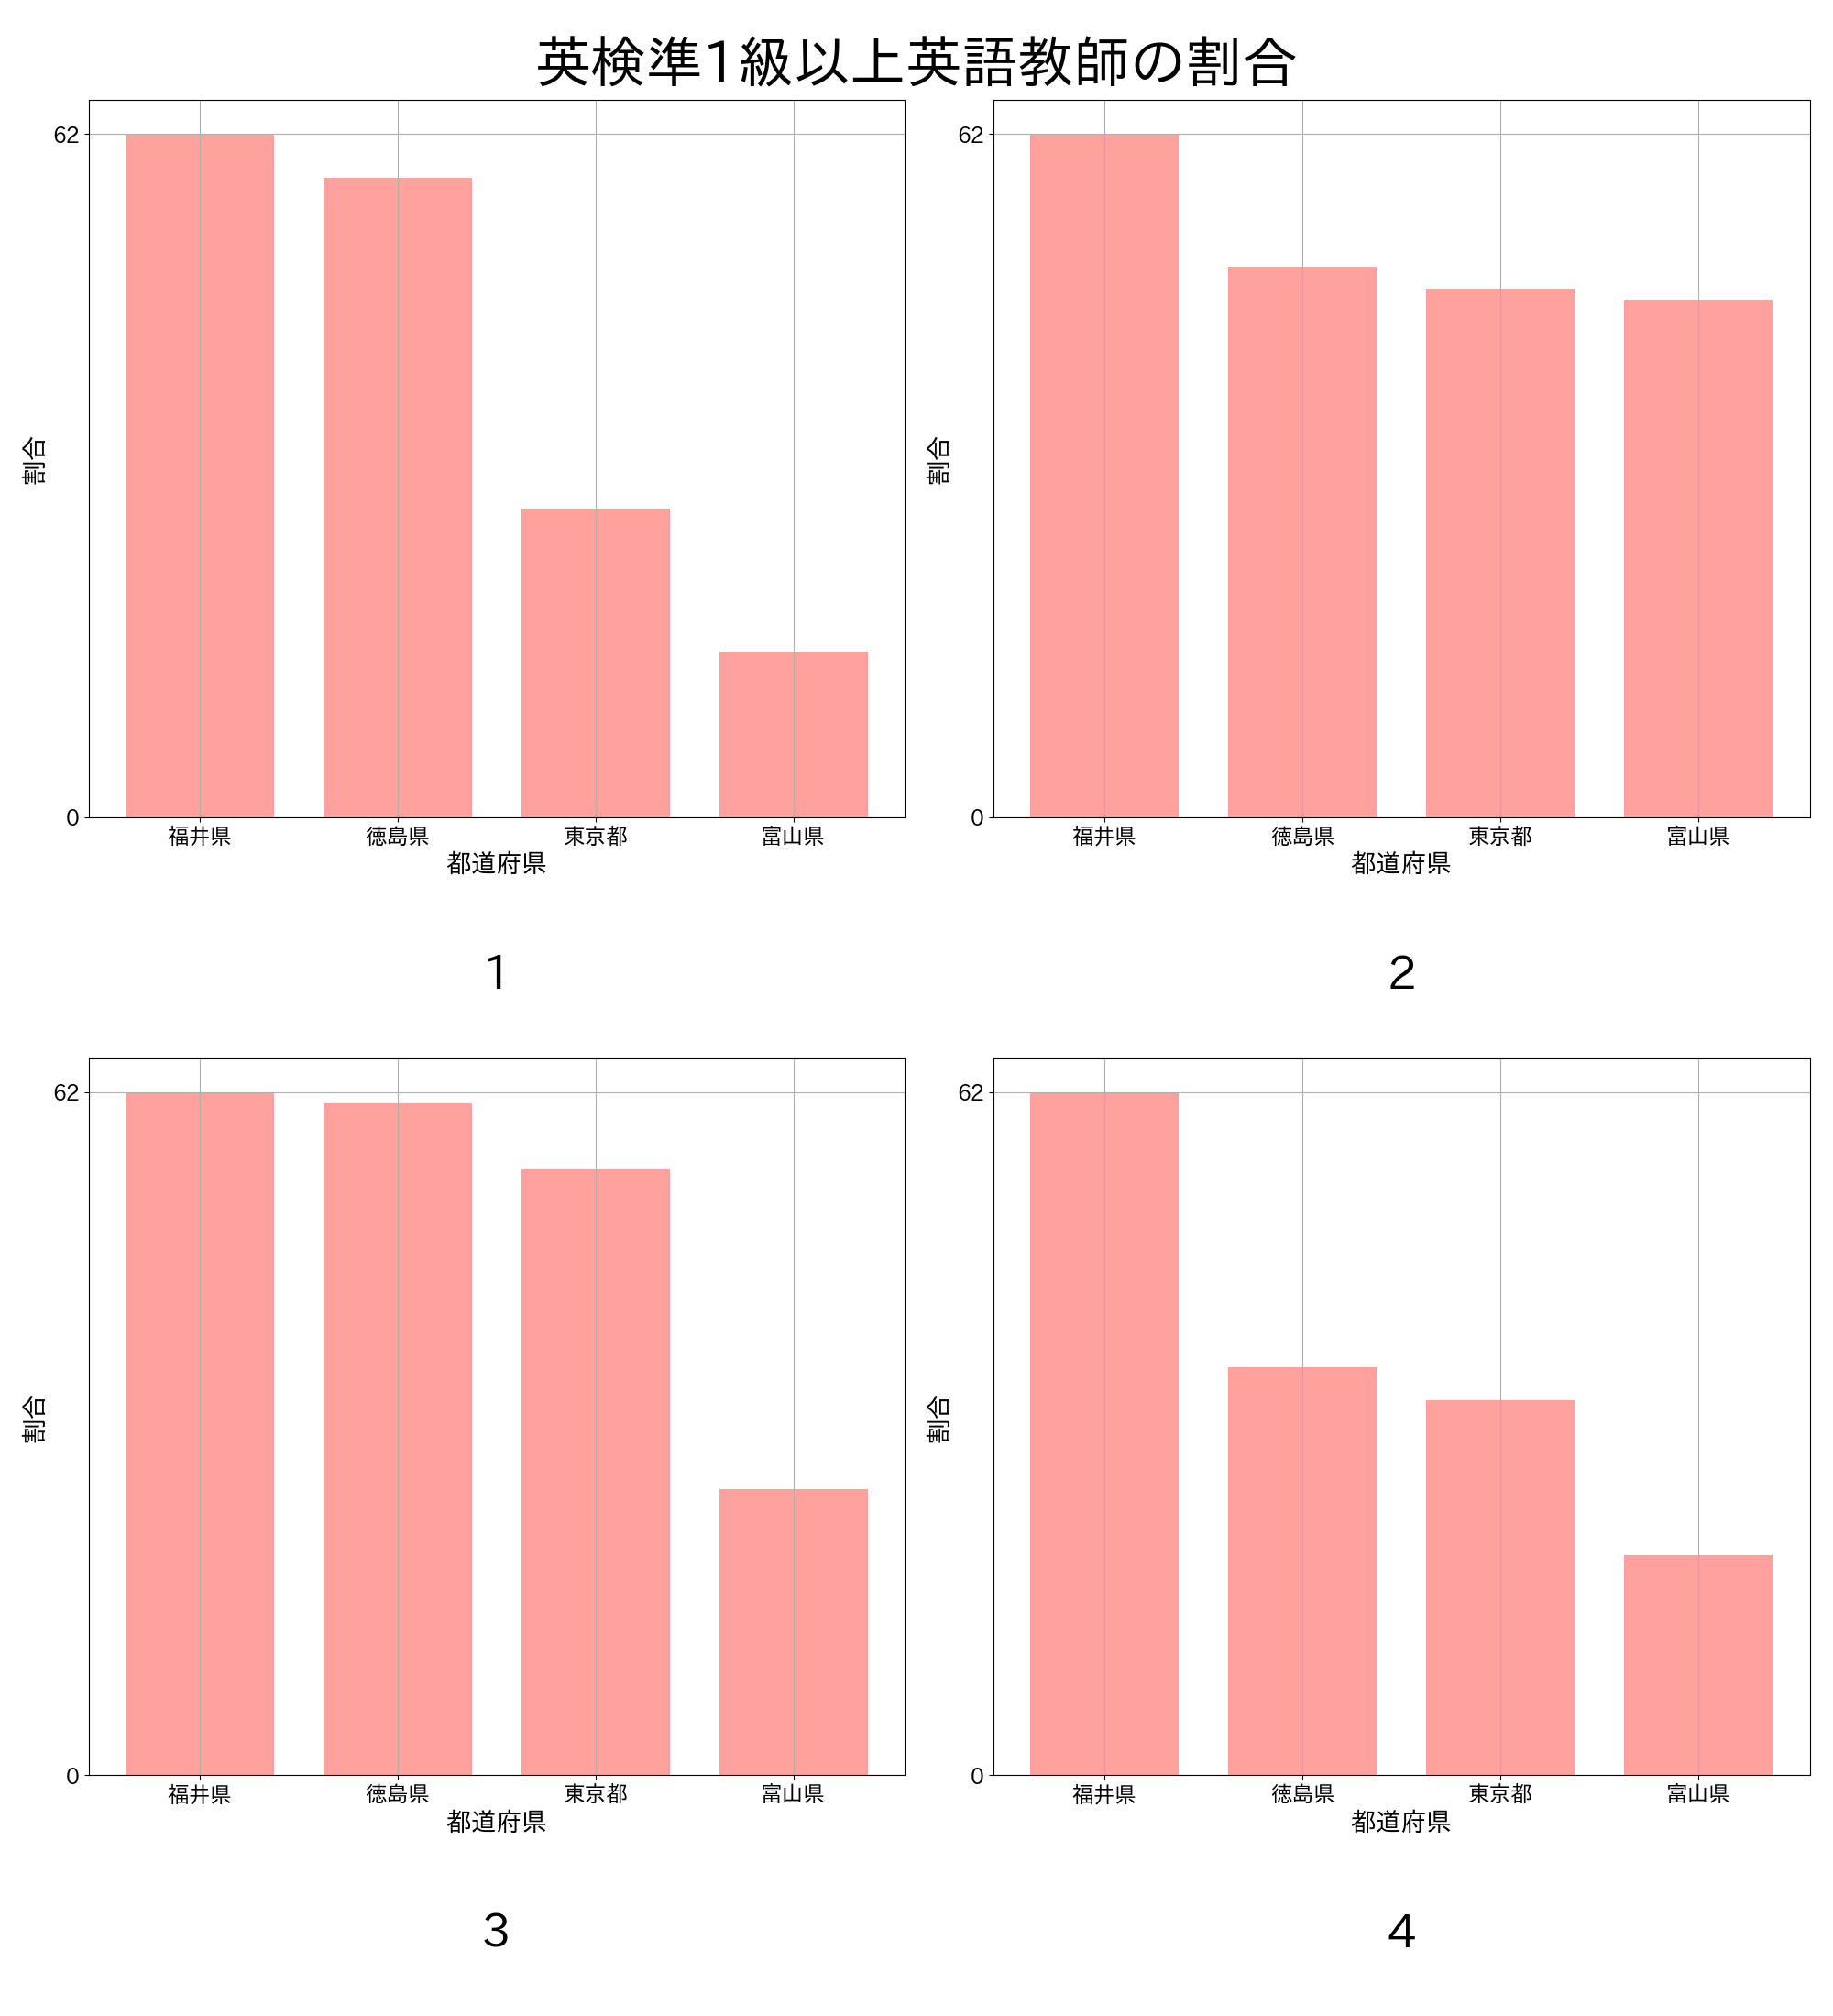 英検準1級以上英語教師の割合
62
0
割合
福井県 徳島県 東京都 富山県
都道府県
1
62
0
割合
福井県 徳島県 東京都 富山県
都道府県
2
62
0
割合
福井県 徳島県 東京都 富山県
都道府県
3
62
0
割合
福井県 徳島県 東京都 富山県
都道府県
4